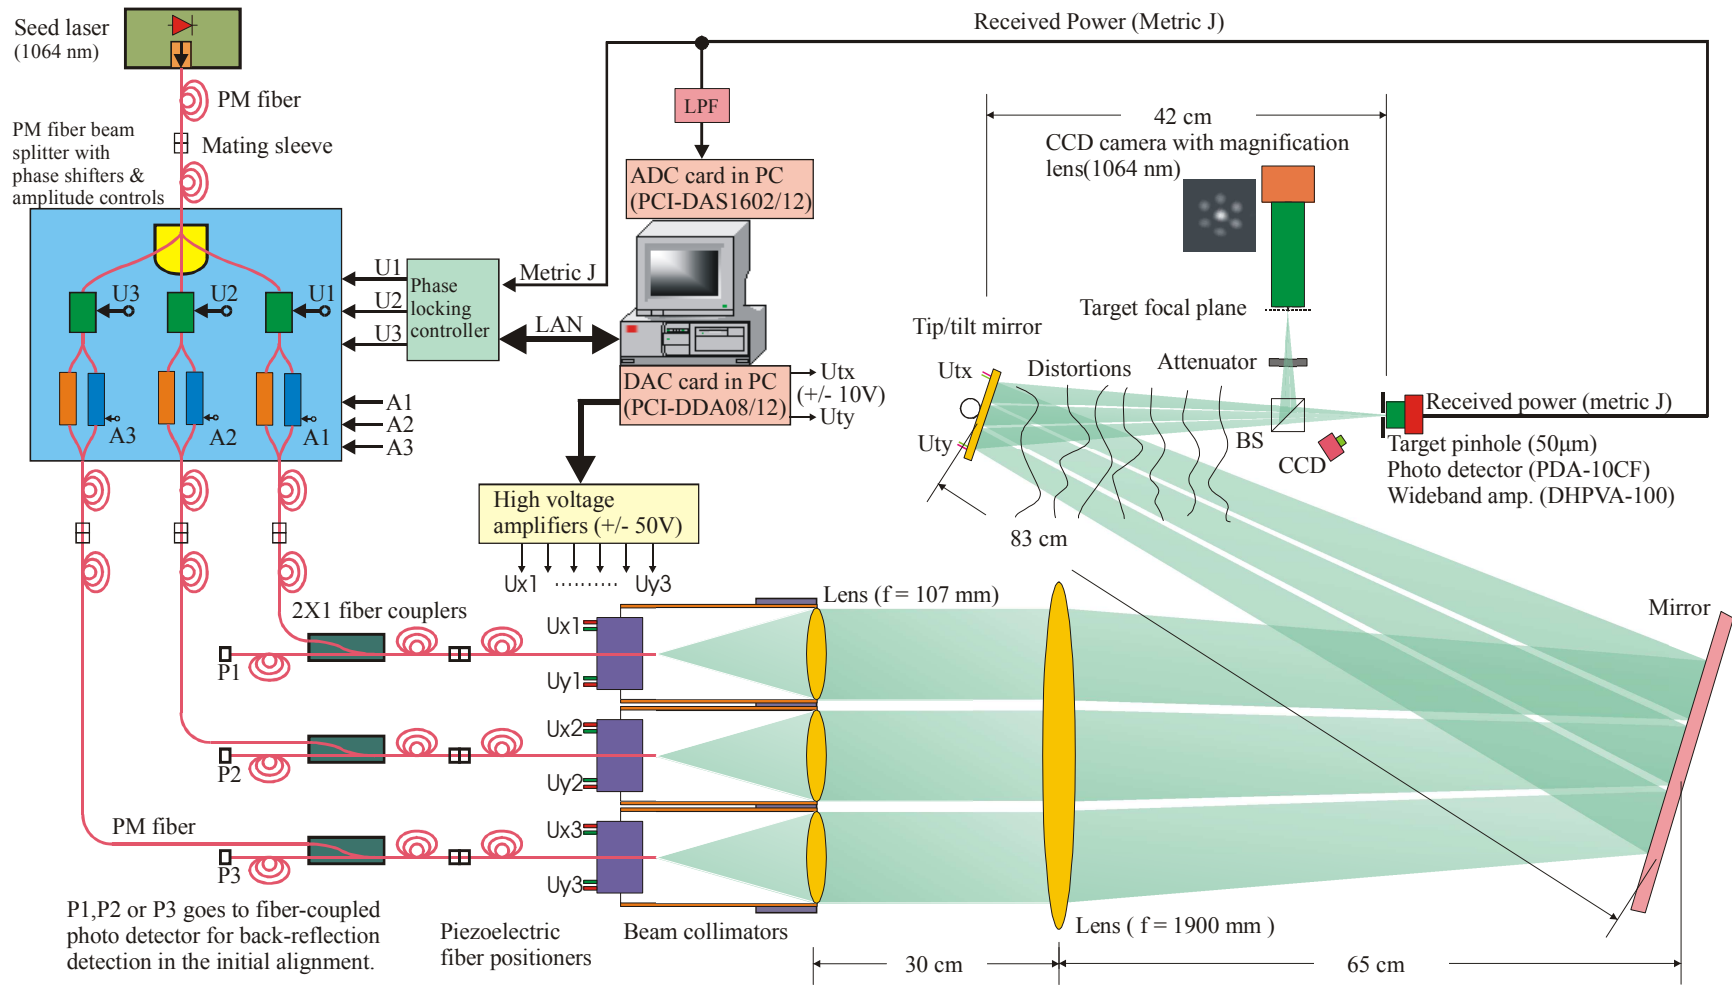 Seed laser
(1064 nm)
PM fiber
Mating sleeve
PM fiber beam
splitter with
phase shifters &
amplitude controls
U3
U2
U1
A3
A2
A1
U1
U2
U3
A1
A2
A3
Phase
locking
controller
Metric J
LAN
Received Power (Metric J)
LPF
ADC card in PC
(PCI-DAS1602/12)
DAC card in PC
(PCI-DDA08/12)
Utx
(+/- 10V)
Uty
High voltage
amplifiers (+/- 50V)
Ux1 .......... Uy3
42 cm
CCD camera with magnification
lens(1064 nm)
Target focal plane
Tip/tilt mirror
Utx
Uty
Distortions
Attenuator
BS
CCD
Received power (metric J)
Target pinhole (50µm)
Photo detector (PDA-10CF)
Wideband amp. (DHPVA-100)
83 cm
Mirror
2X1 fiber couplers
P1
P2
PM fiber
P3
Ux1
Uy1
Ux2
Uy2
Ux3
Uy3
Lens (f = 107 mm)
Lens ( f = 1900 mm )
P1,P2 or P3 goes to fiber-coupled
photo detector for back-reflection
detection in the initial alignment.
Piezoelectric
fiber positioners
Beam collimators
30 cm
65 cm